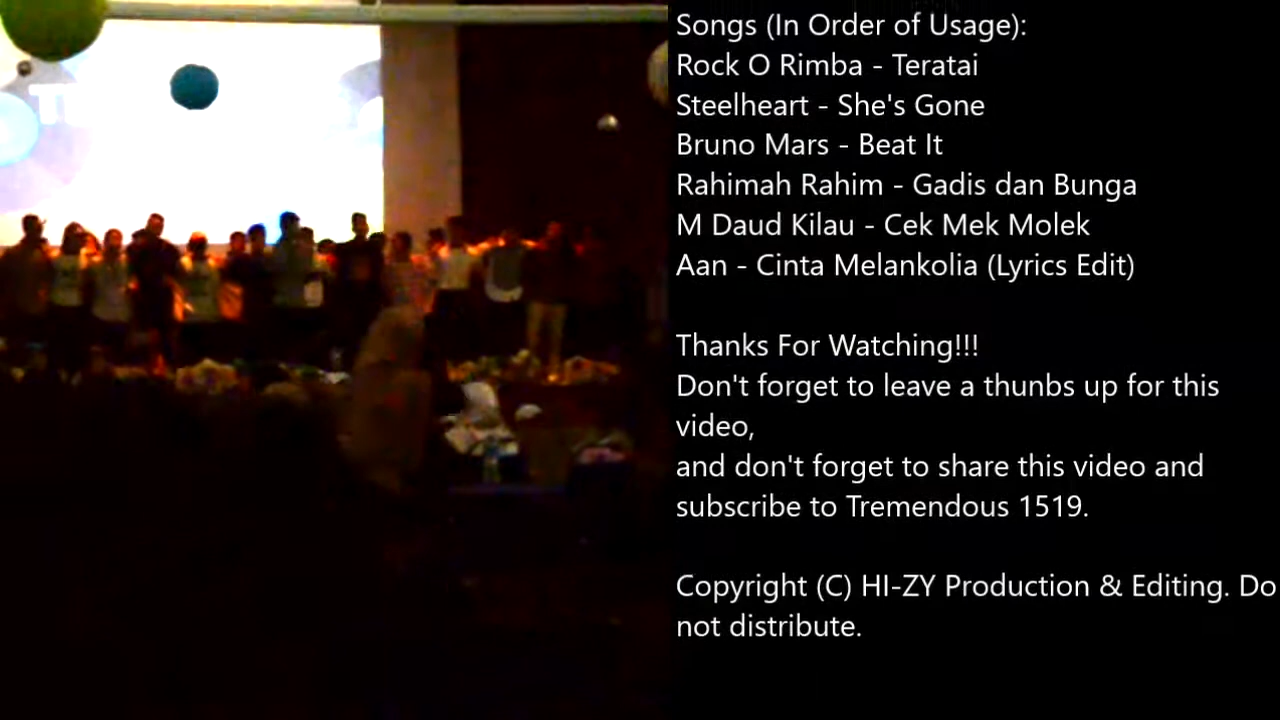 Songs (In Order of Usage):
Rock O Rimba - Teratai
Steelheart - She's Gone
Bruno Mars - Beat It
Rahimah Rahim - Gadis dan Bunga
M Daud Kilau - Cek Mek Molek
Aan - Cinta Melankolia (Lyrics Edit)
Thanks For Watching!!!
Don't forget to leave a thunbs up for this
video,
and don't forget to share this video and
subscribe to Tremendous 1519.
Copyright (C) HI-ZY Production & Editing. Do
not distribute.